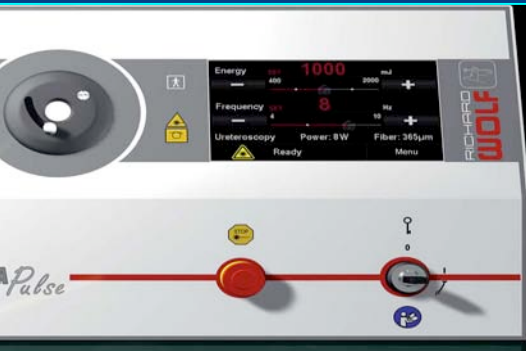 Energy SET 1000 mJ
400 2000
Frequency SET 8 Hz
4 10
Ureteroscopy Power: 8W Fiber: 365µm
Ready Menu
RICHARD
WOLF
STOP
0
I
A Pulse